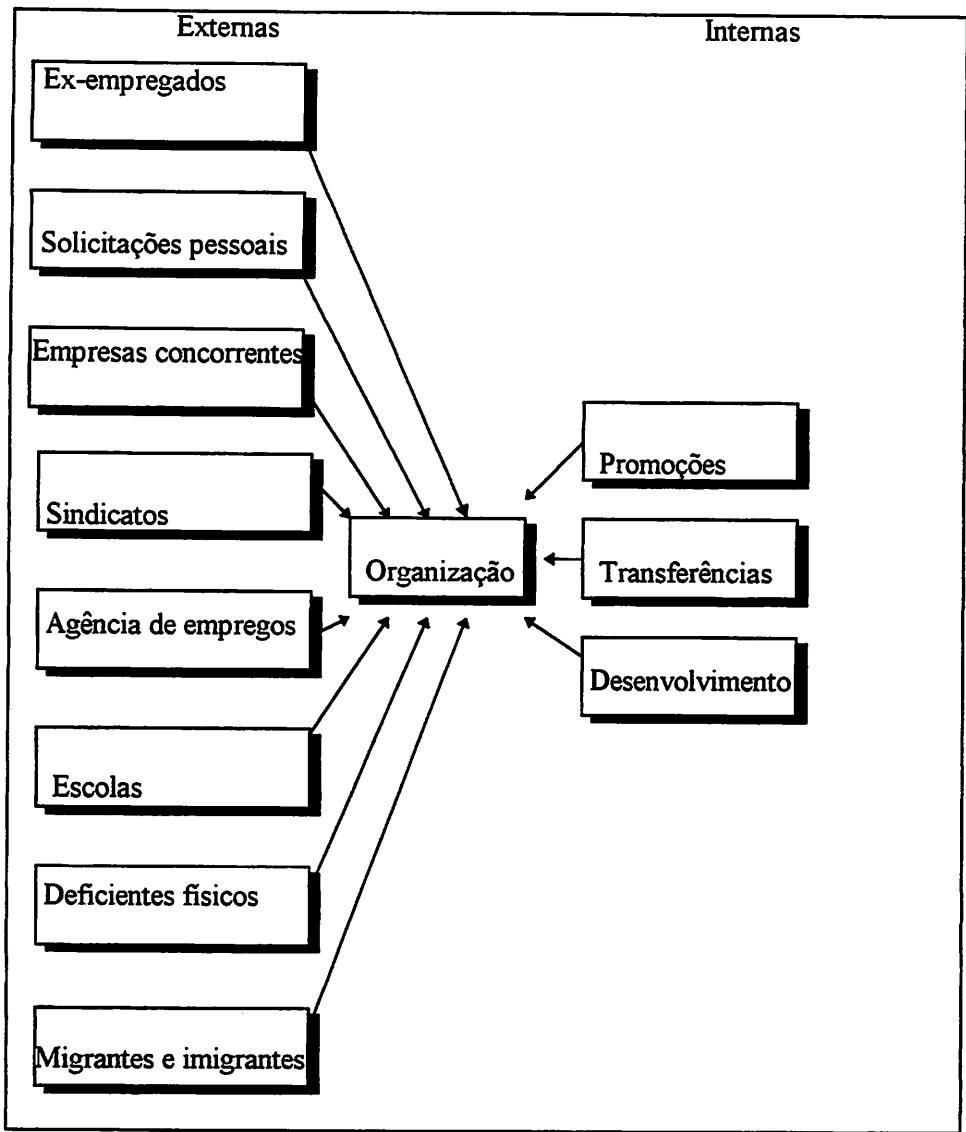 Externas
Internas
Ex-empregados
Solicitações pessoais
Empresas concorrentes
Sindicatos
Agência de empregos
Escolas
Deficientes físicos
Migrantes e imigrantes
Organização
Promoções
Transferências
Desenvolvimento